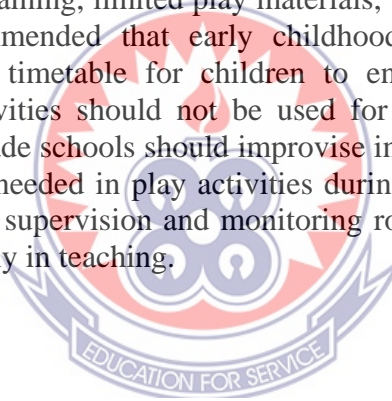 aining, limited play materials,
mended that early childhood
timetable for children to en
vities should not be used for
de schools should improvise in
needed in play activities durin
supervision and monitoring ro
y in teaching.
EDUCATION FOR SERVICE